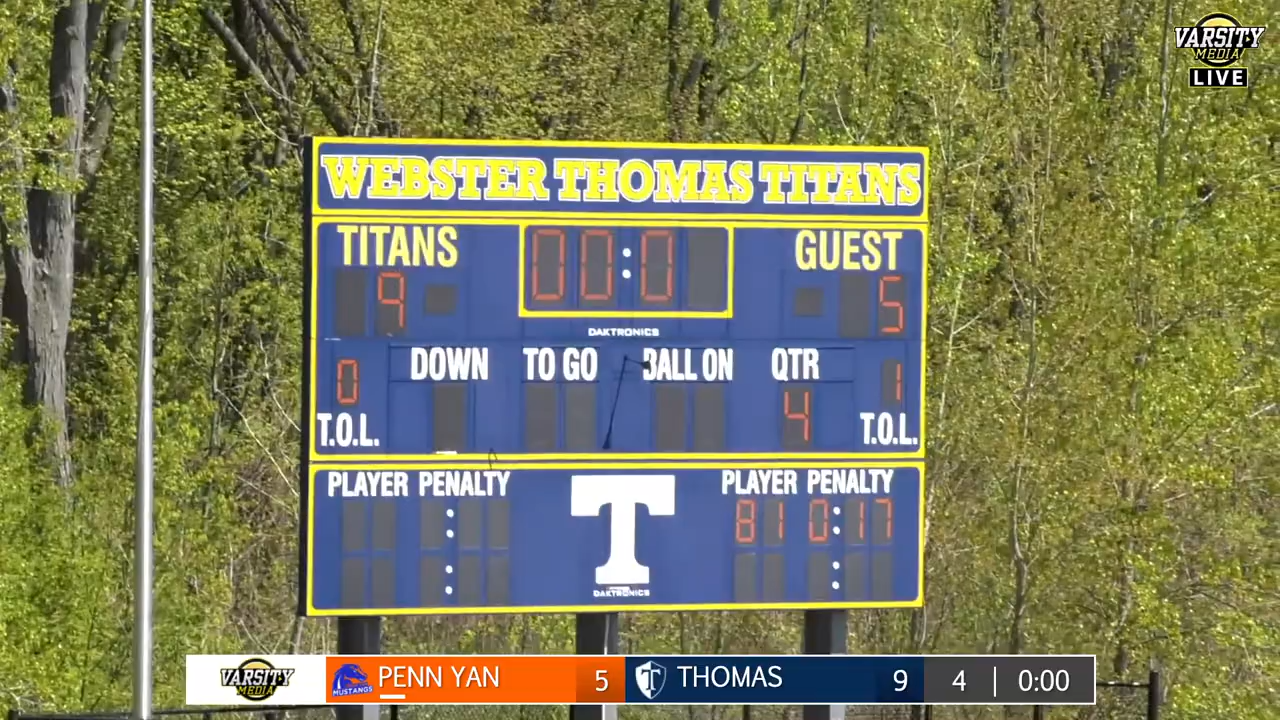 VARSITY
MEDIA
LIVE
WEBSTER THOMAS TITANS
TITANS 00:0 GUEST
9 5
DAKTRONICS
DOWN TO GO BALL ON QTR
0 4 1
T.O.L. T.O.L.
PLAYER PENALTY PLAYER PENALTY
81 0:17
T
DAKTRONICS
VARSITY
MEDIA
MUSTANGS
PENN YAN 5 T THOMAS 9 4 | 0:00